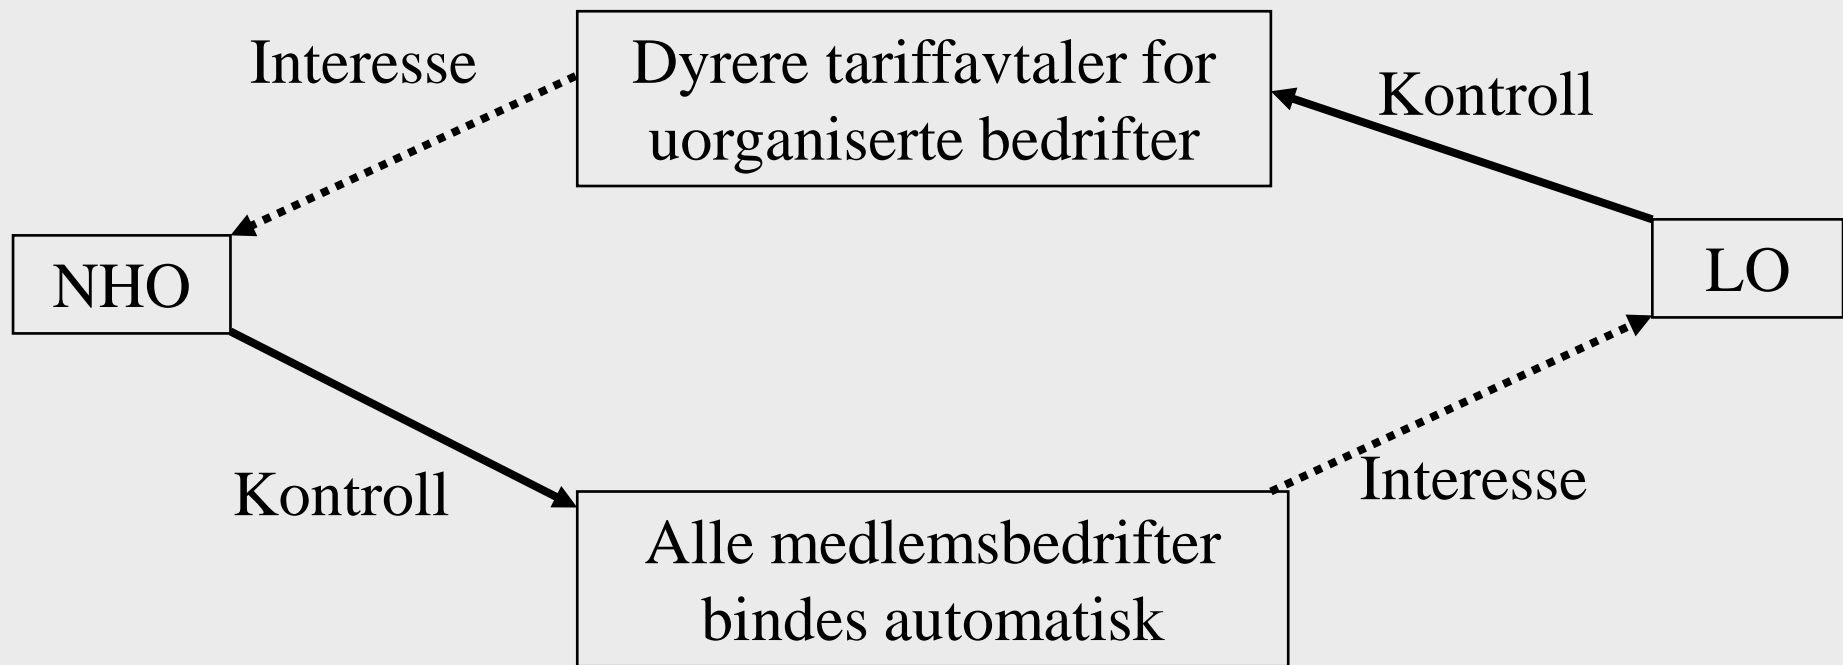 Interesse
Dyrere tariffavtaler for
uorganiserte bedrifter
Kontroll
NHO
LO
Kontroll
Interesse
Alle medlemsbedrifter
bindes automatisk